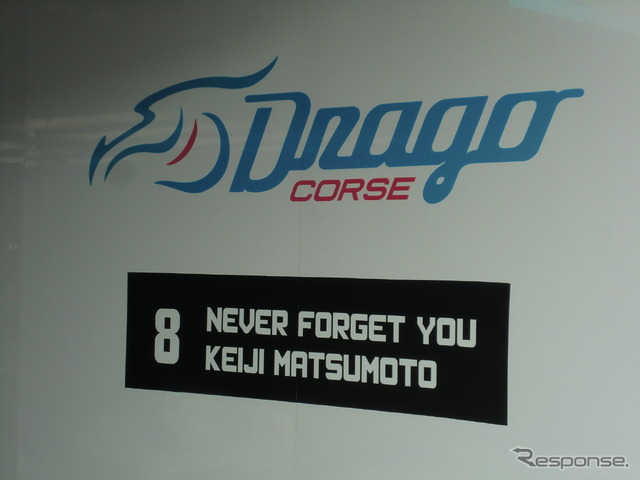 Drago
CORSE
8 NEVER FORGET YOU
KEIJI MATSUMOTO
Response.